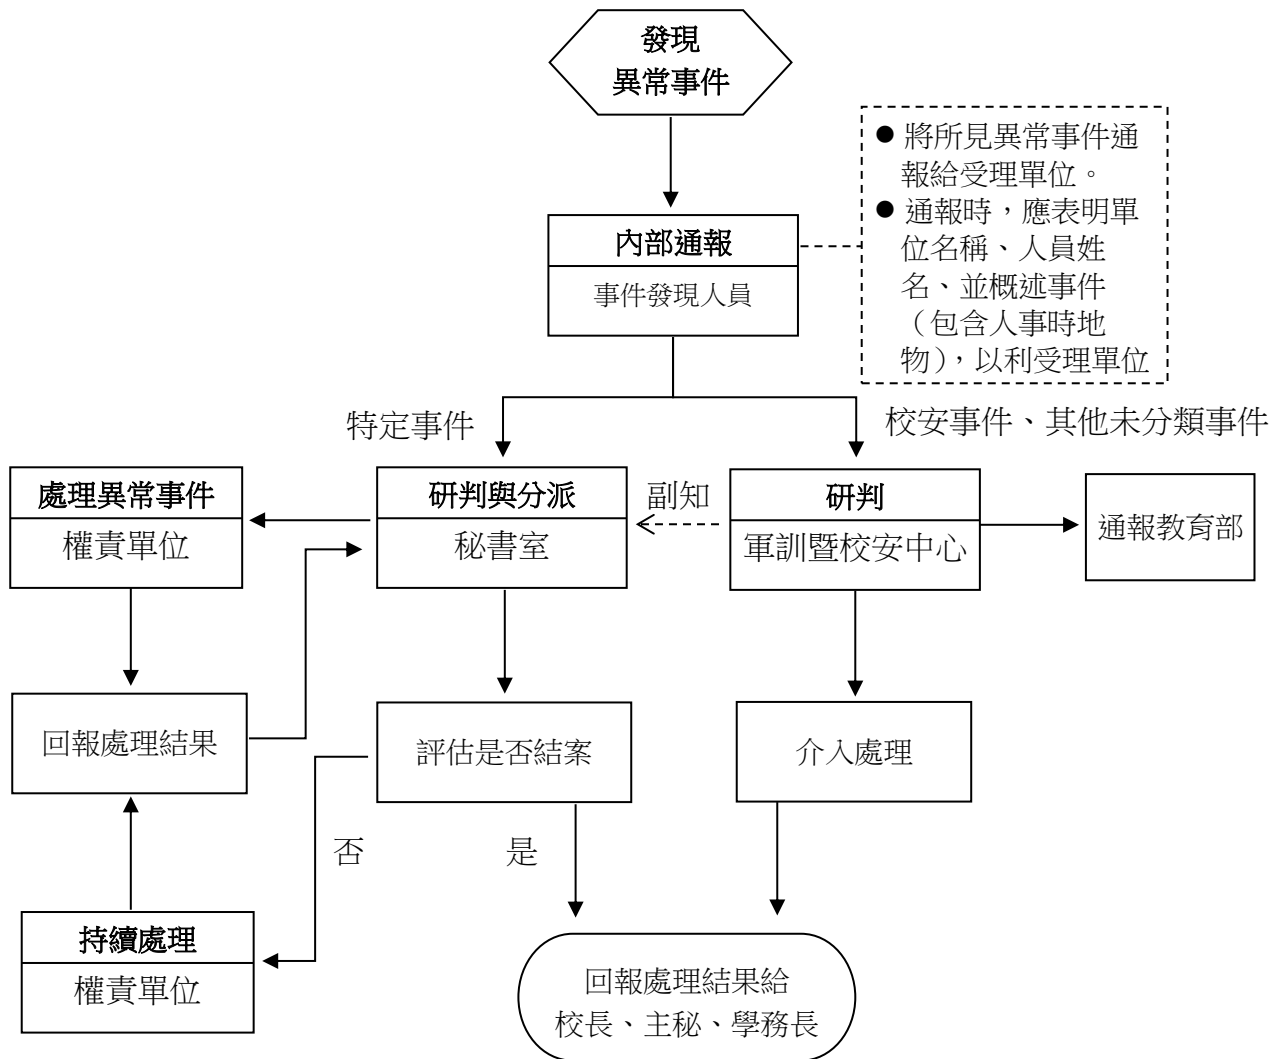 發現
異常事件
● 將所見異常事件通
報給受理單位。
● 通報時，應表明單
位名稱、人員姓
名、並概述事件
（包含人事時地
物），以利受理單位
內部通報
事件發現人員
特定事件
校安事件、其他未分類事件
處理異常事件
權責單位
研判與分派
秘書室
副知
研判
軍訓暨校安中心
通報教育部
回報處理結果
評估是否結案
介入處理
否
是
持續處理
權責單位
回報處理結果給
校長、主秘、學務長